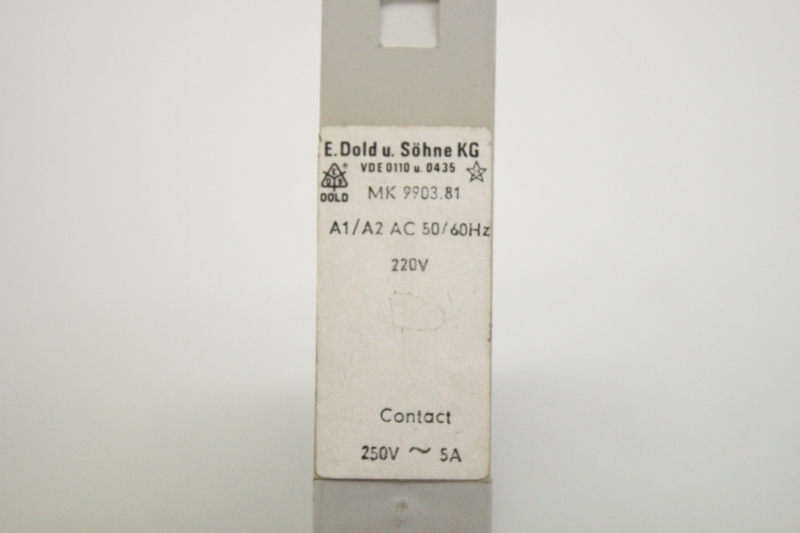 E.Dold u. Söhne KG
VDE 0110 u. 0435
DOLD
MK 9903.81
A1/A2 AC 50/60Hz
220V
Contact
250V ~ 5A